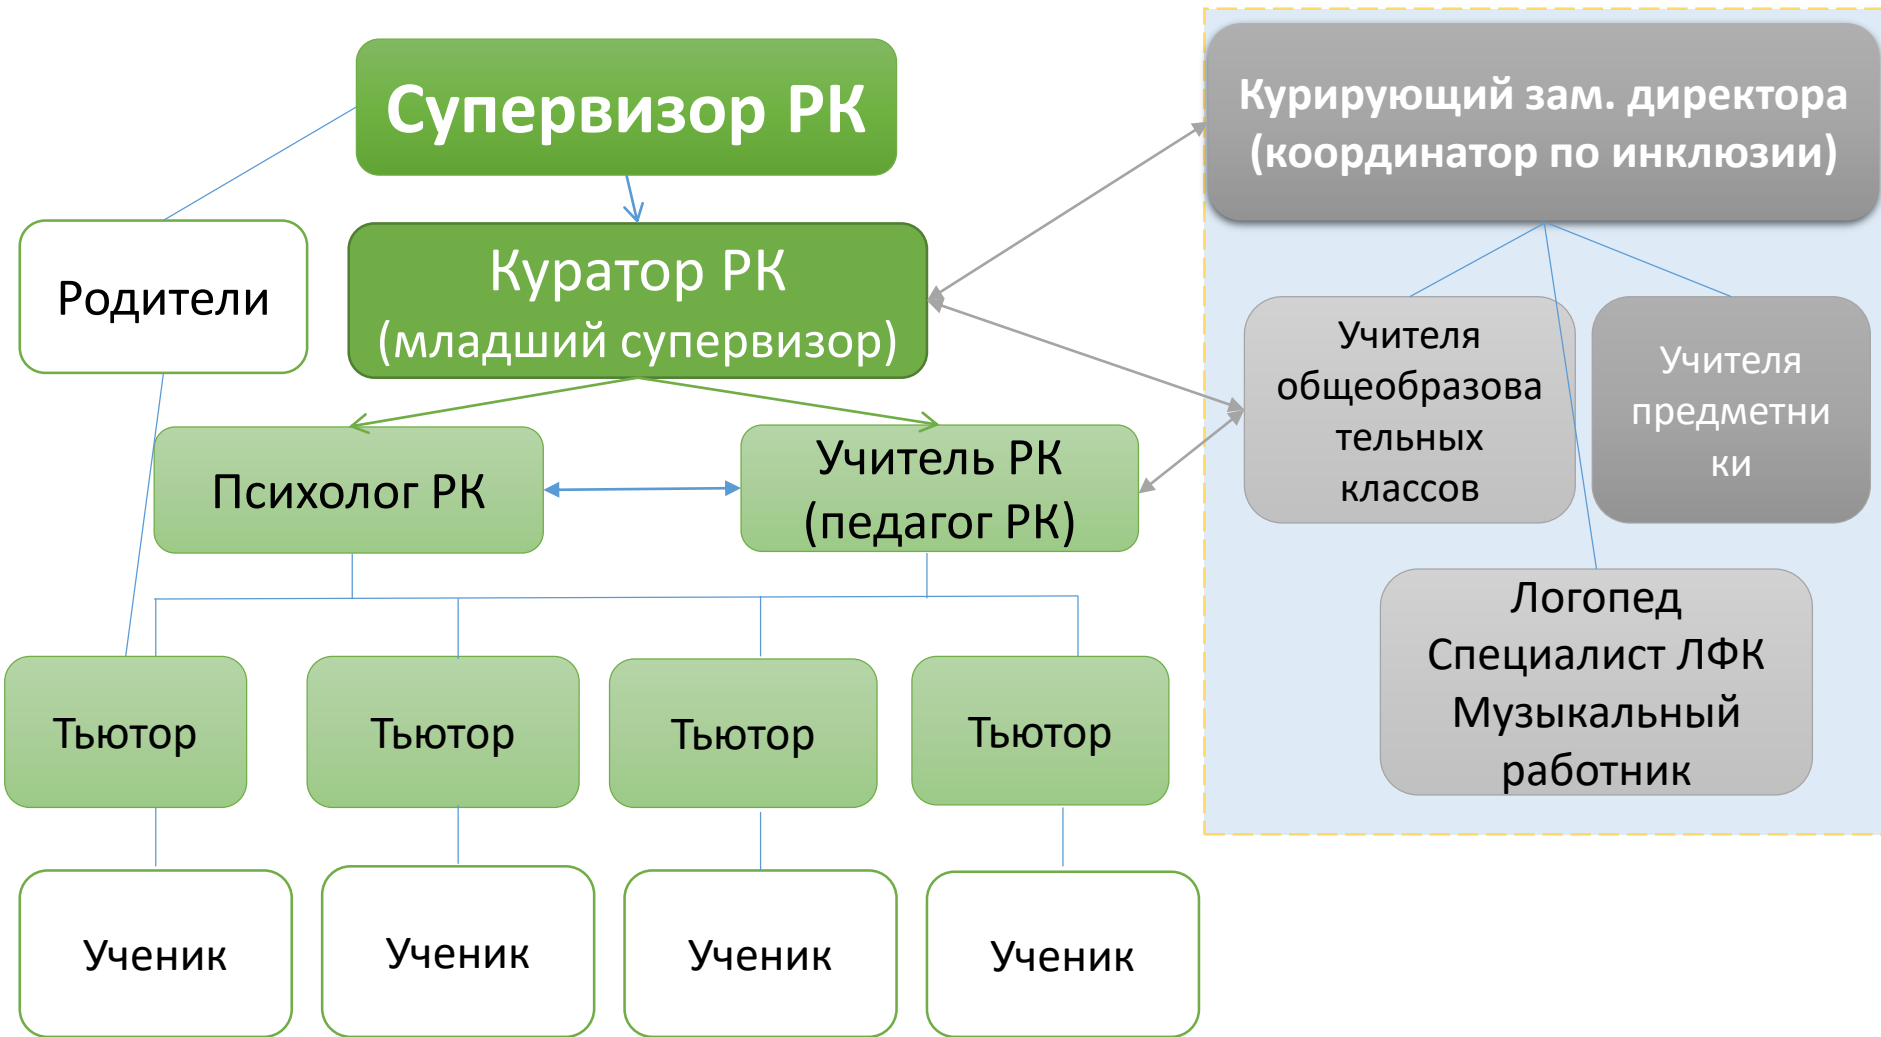 Супервизор РК
Курирующий зам. директора
(координатор по инклюзии)
Родители
Куратор РК
(младший супервизор)
Учителя
общеобразова
тельных
классов
Учителя
предметни
ки
Психолог РК
Учитель РК
(педагог РК)
Логопед
Специалист ЛФК
Музыкальный
работник
Тьютор
Тьютор
Тьютор
Тьютор
Ученик
Ученик
Ученик
Ученик